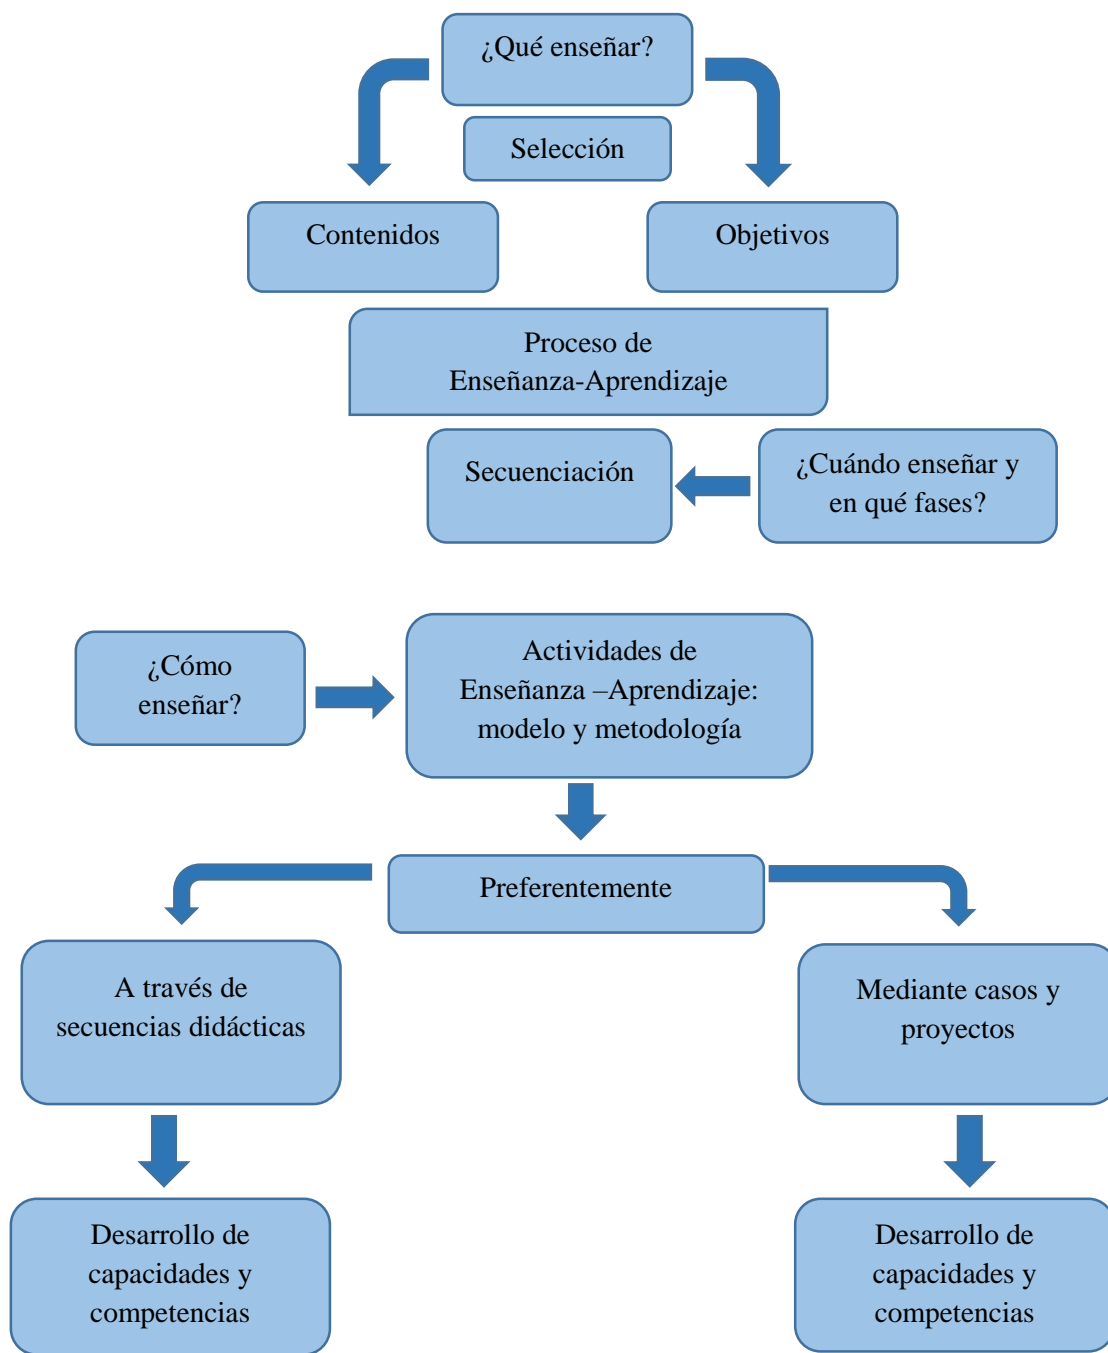 ¿Qué enseñar?
Selección
Contenidos
Objetivos
Proceso de
Enseñanza-Aprendizaje
Secuenciación
¿Cuándo enseñar y
en qué fases?
¿Cómo
enseñar?
Actividades de
Enseñanza –Aprendizaje:
modelo y metodología
Preferentemente
A través de
secuencias didácticas
Mediante casos y
proyectos
Desarrollo de
capacidades y
competencias
Desarrollo de
capacidades y
competencias